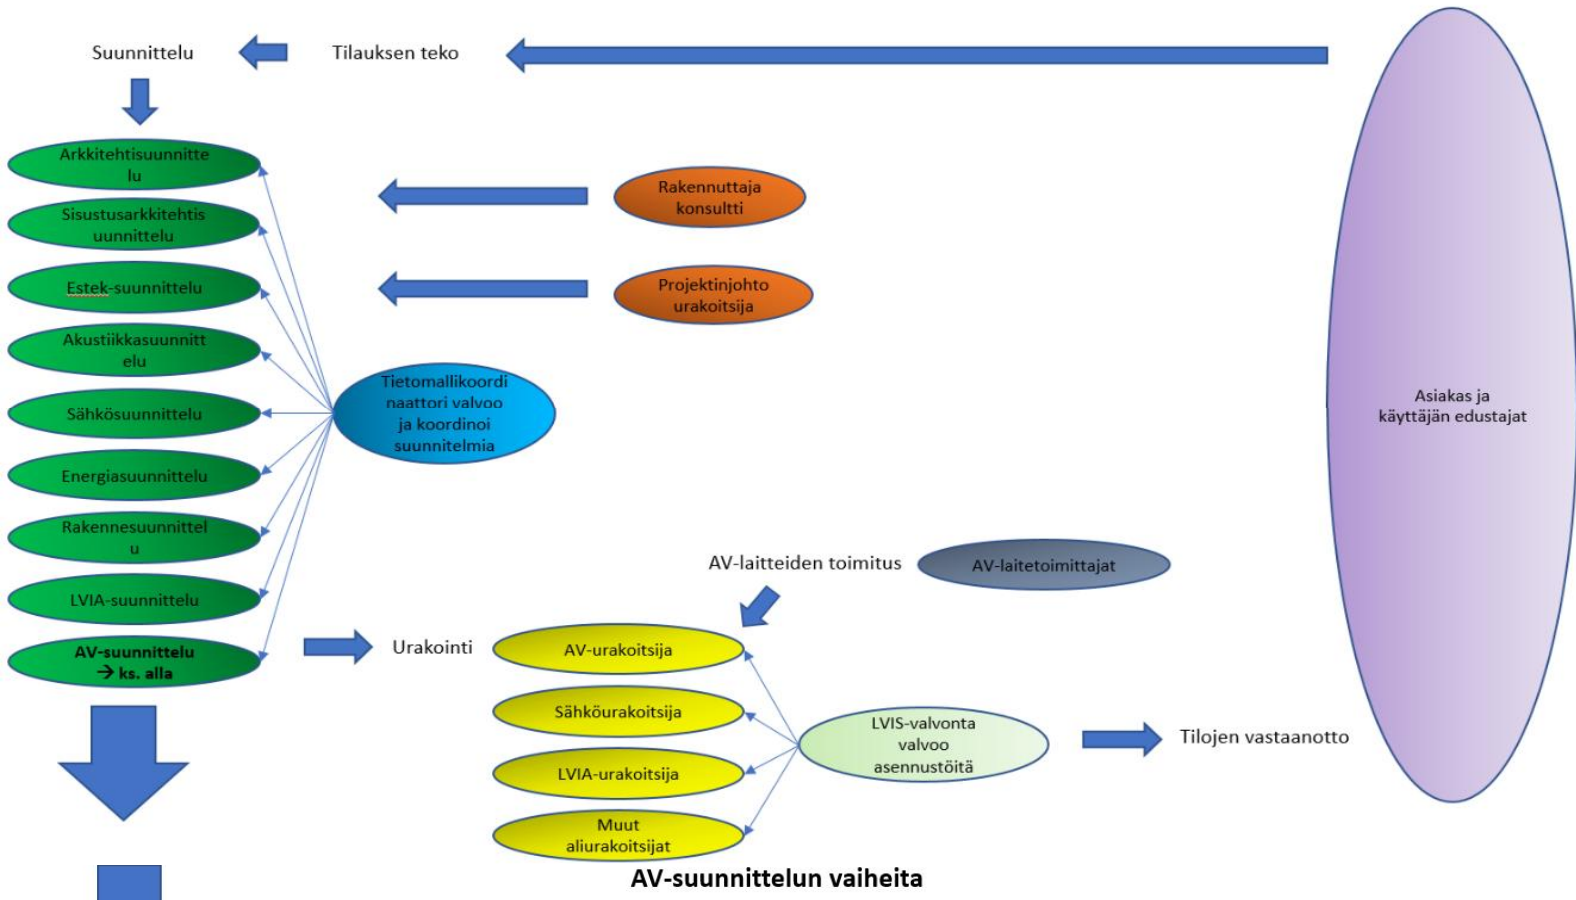 Suunnittelu
Tilauksen teko
Arkkitehtisuunnitte
lu
Sisustusarkkitehtis
uunnittelu
Estek-suunnittelu
Akustiikkasuunnitt
elu
Sähkösuunnittelu
Energiasuunnittelu
Rakennesuunnittel
u
LVIA-suunnittelu
AV-suunnittelu
→ ks. alla
Rakennuttaja
konsultti
Projektinjohto
urakoitsija
Tietomallikoordi
naattori valvoo
ja koordinoi
suunnitelmia
Asiakas ja
käyttäjän edustajat
AV-laitteiden toimitus
AV-laitetoimittajat
Urakointi
AV-urakoitsija
Sähköurakoitsija
LVIA-urakoitsija
Muut
aliurakoitsijat
LVIS-valvonta
valvoo
asennustöitä
Tilojen vastaanotto
AV-suunnittelun vaiheita